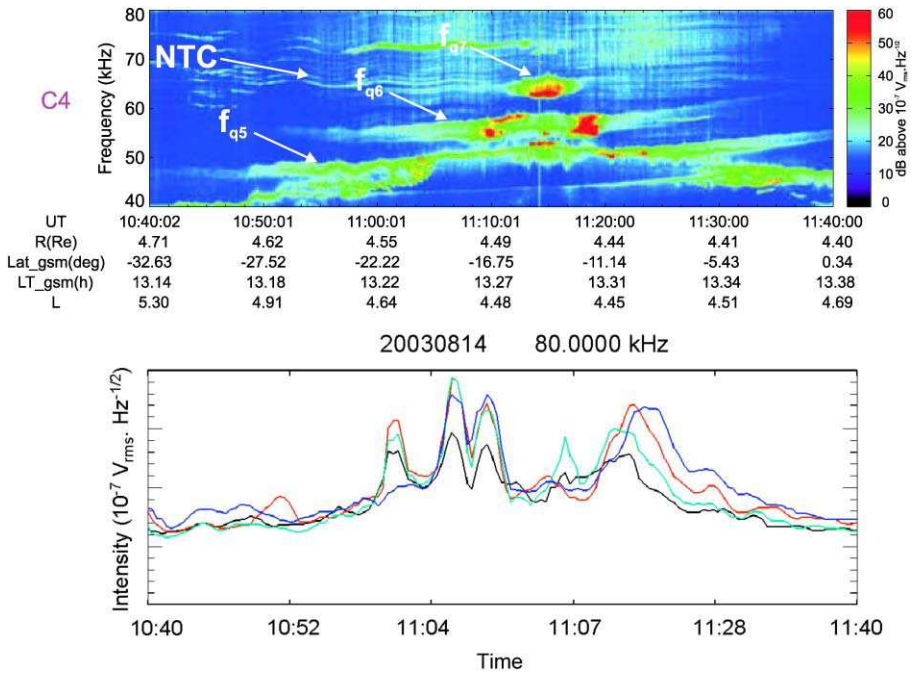 C4
Frequency (kHz)
80
70
60
50
40
NTC
f_q5
f_q6
f_q7
60
50
40
30
20
10
0
dB above 10⁻⁷ V_rms.Hz^-1/2
UT 10:40:02 10:50:01 11:00:01 11:10:01 11:20:00 11:30:00 11:40:00
R(Re) 4.71 4.62 4.55 4.49 4.44 4.41 4.40
Lat_gsm(deg) -32.63 -27.52 -22.22 -16.75 -11.14 -5.43 0.34
LT_gsm(h) 13.14 13.18 13.22 13.27 13.31 13.34 13.38
L 5.30 4.91 4.64 4.48 4.45 4.51 4.69
20030814 80.0000 kHz
Intensity (10⁻⁷ V_rms. Hz^-1/2)
10:40 10:52 11:04 11:07 11:28 11:40
Time